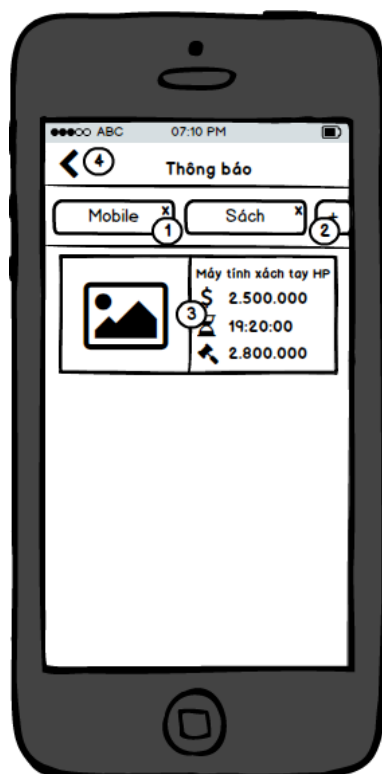 ABC 07:10 PM
4 Thông báo
Mobile x Sách x +
1 2
Máy tính xách tay HP
$ 2.500.000
3 19:20:00
2.800.000